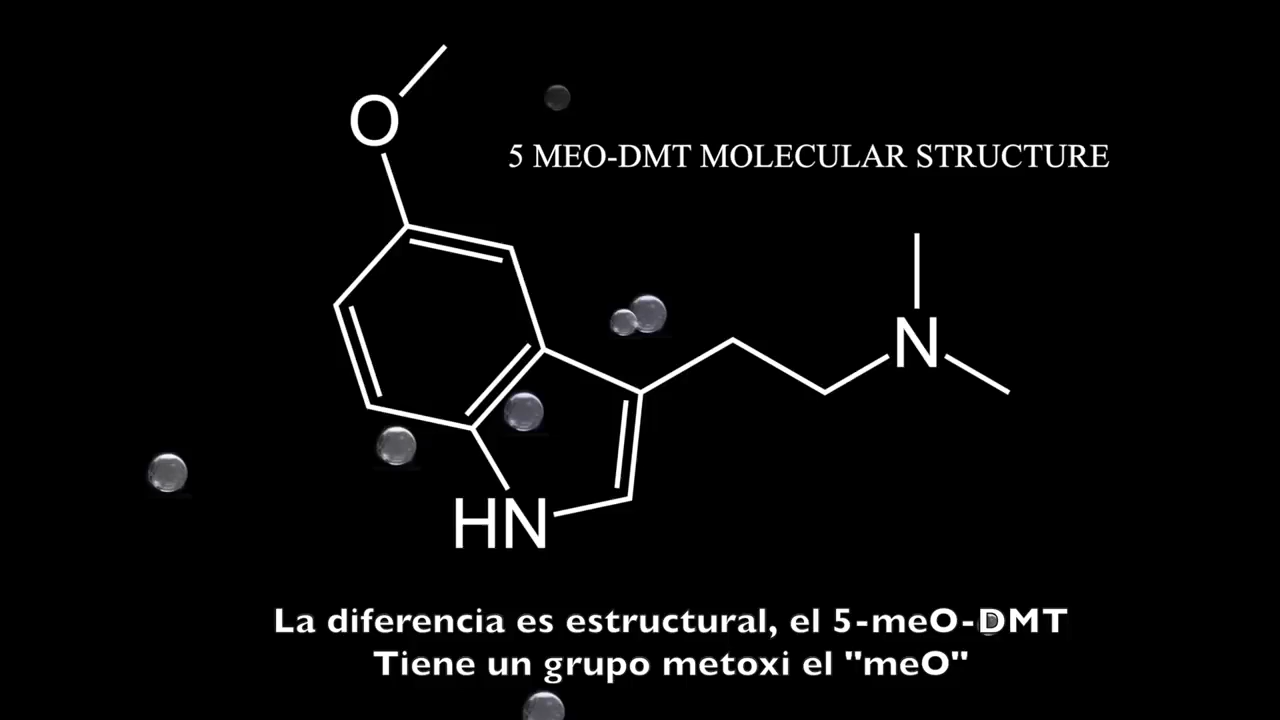 O
5 MEO-DMT MOLECULAR STRUCTURE
N
HN
La diferencia es estructural, el 5-meO-DMT
Tiene un grupo metoxi el "meO"